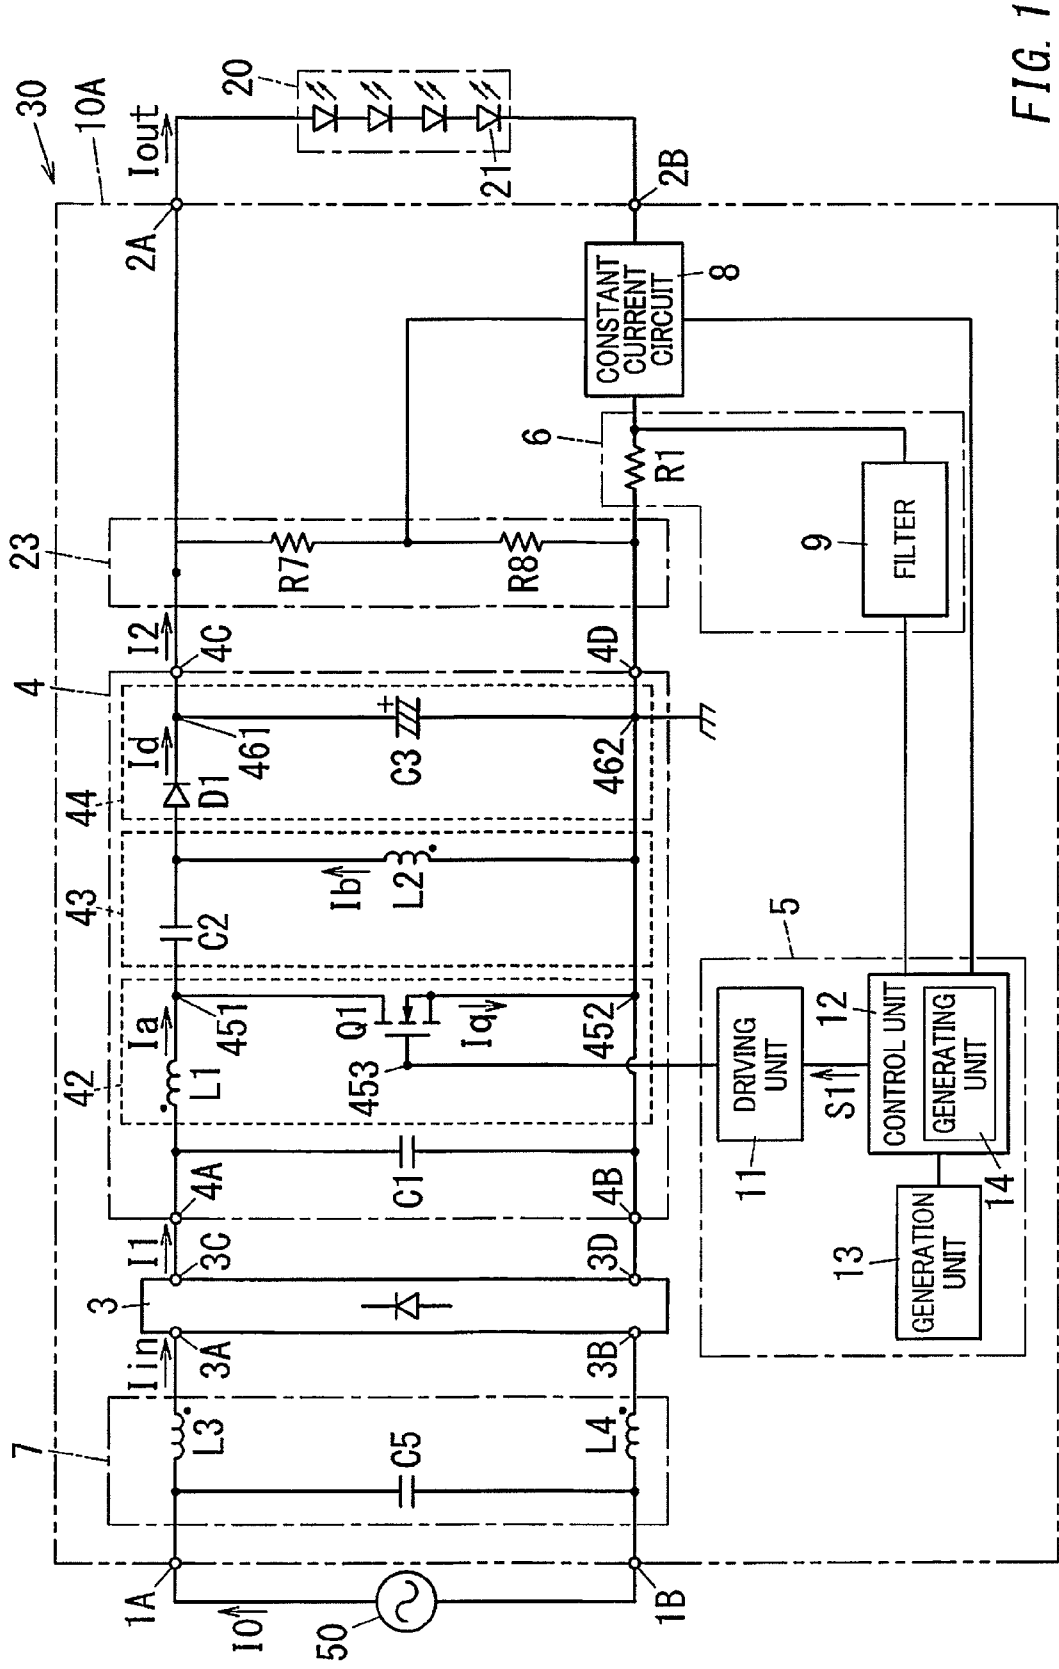 FIG. 1
30
10A
20
Iout
21
2A
2B
8
CONSTANT
CURRENT
CIRCUIT
6
R1
23
R7
R8
9
FILTER
I2
4
4C
4D
44
Id
461
D1
C3
+
462
43
C2
Ib
L2
42
Ia
451
L1
Q1
453
Iq
452
C1
4A
4B
5
DRIVING
UNIT
11
S1
12
CONTROL UNIT
GENERATING
UNIT
14
13
GENERATION
UNIT
I1
3
3C
3D
3A
3B
Iin
7
L3
L4
C5
1A
1B
I0
50